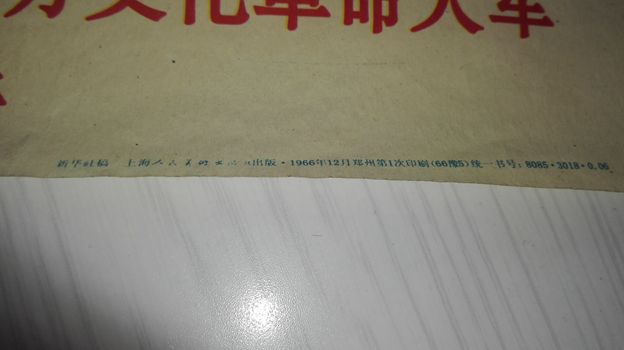 文化革命大军
新华社稿 上海人民美术出版社出版·1966年12月郑州第1次印刷(66豫5)统一书号：8085·3018·0.06